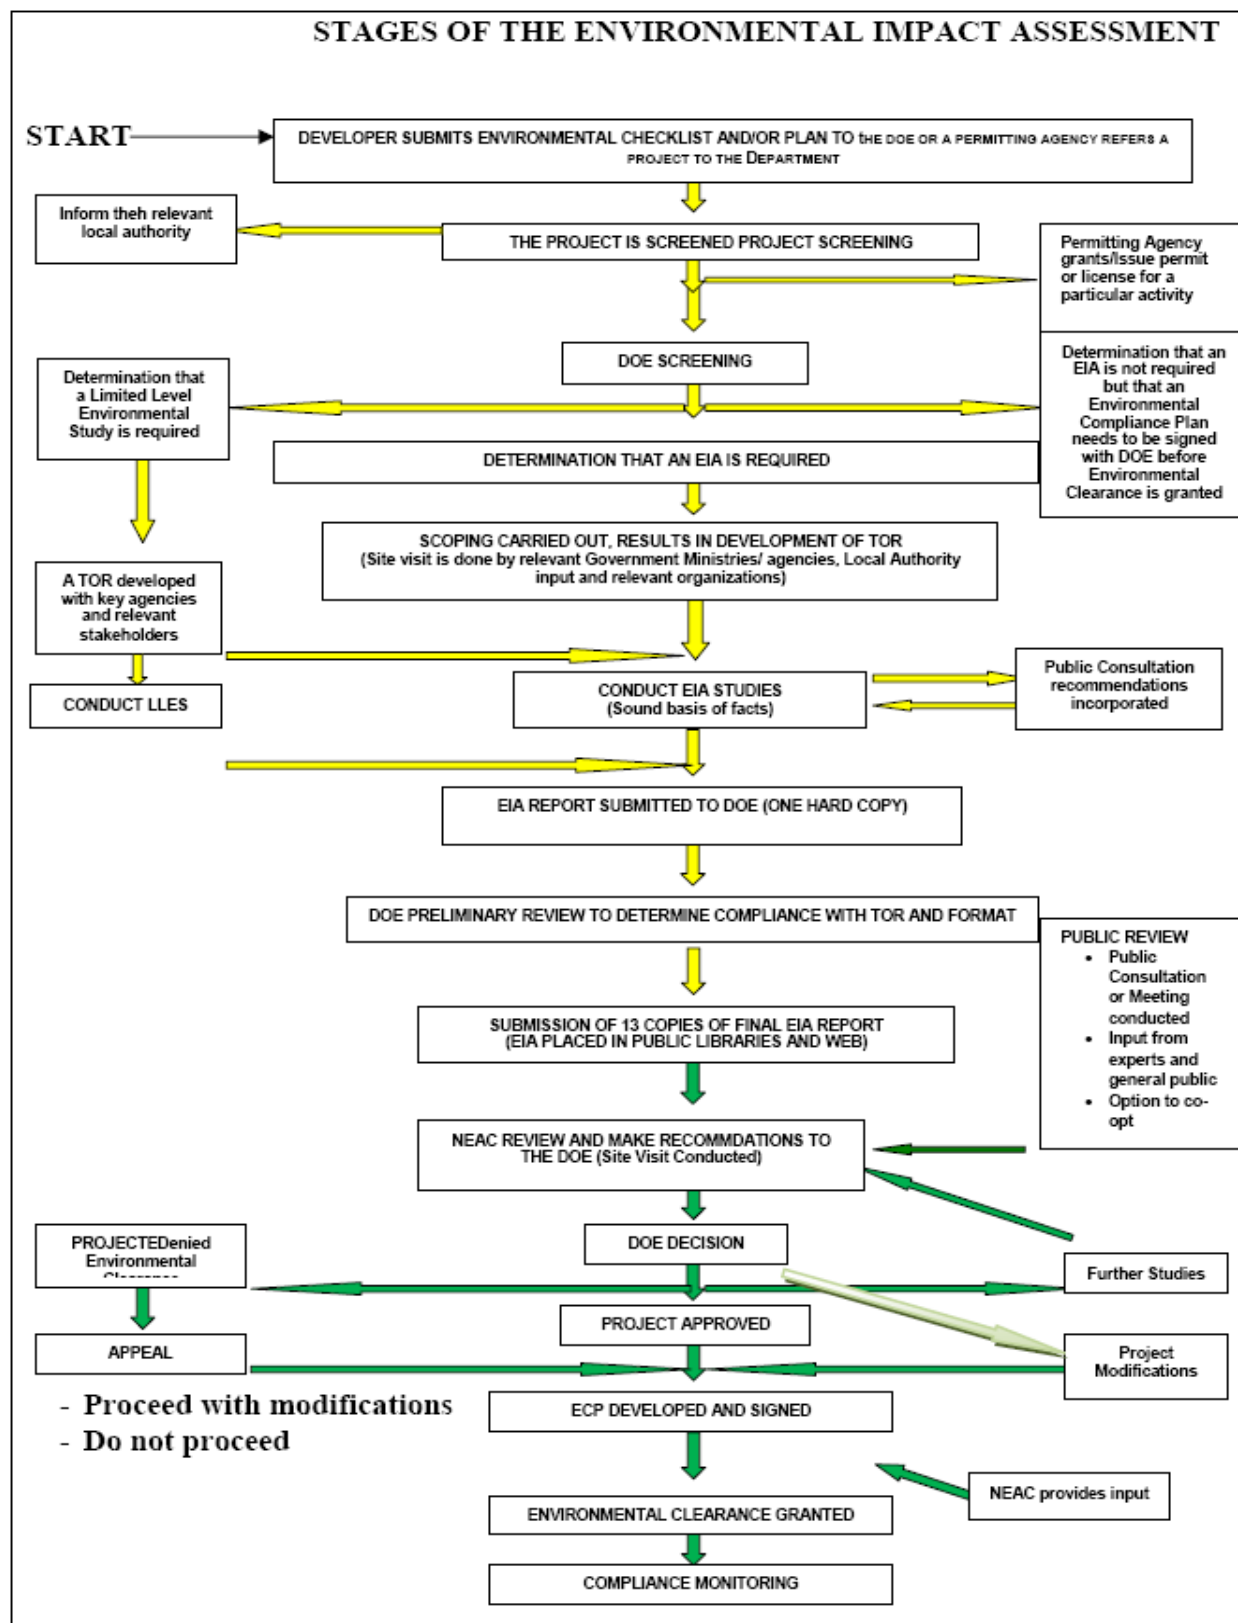 STAGES OF THE ENVIRONMENTAL IMPACT ASSESSMENT
START
DEVELOPER SUBMITS ENVIRONMENTAL CHECKLIST AND/OR PLAN TO tHE DOE OR A PERMITTING AGENCY REFERS A
PROJECT TO THE DEPARTMENT
Inform theh relevant
local authority
THE PROJECT IS SCREENED PROJECT SCREENING
Permitting Agency
grants/Issue permit
or license for a
particular activity
DOE SCREENING
Determination that
a Limited Level
Environmental
Study is required
Determination that an
EIA is not required
but that an
Environmental
Compliance Plan
needs to be signed
with DOE before
Environmental
Clearance is granted
DETERMINATION THAT AN EIA IS REQUIRED
SCOPING CARRIED OUT, RESULTS IN DEVELOPMENT OF TOR
(Site visit is done by relevant Government Ministries/ agencies, Local Authority
input and relevant organizations)
A TOR developed
with key agencies
and relevant
stakeholders
CONDUCT LLES
CONDUCT EIA STUDIES
(Sound basis of facts)
Public Consultation
recommendations
incorporated
EIA REPORT SUBMITTED TO DOE (ONE HARD COPY)
DOE PRELIMINARY REVIEW TO DETERMINE COMPLIANCE WITH TOR AND FORMAT
PUBLIC REVIEW
• Public
Consultation
or Meeting
conducted
• Input from
experts and
general public
• Option to co-
opt
SUBMISSION OF 13 COPIES OF FINAL EIA REPORT
(EIA PLACED IN PUBLIC LIBRARIES AND WEB)
NEAC REVIEW AND MAKE RECOMMDATIONS TO
THE DOE (Site Visit Conducted)
PROJECTEDenied
Environmental
Clearance
DOE DECISION
Further Studies
PROJECT APPROVED
APPEAL
Project
Modifications
- Proceed with modifications
- Do not proceed
ECP DEVELOPED AND SIGNED
NEAC provides input
ENVIRONMENTAL CLEARANCE GRANTED
COMPLIANCE MONITORING